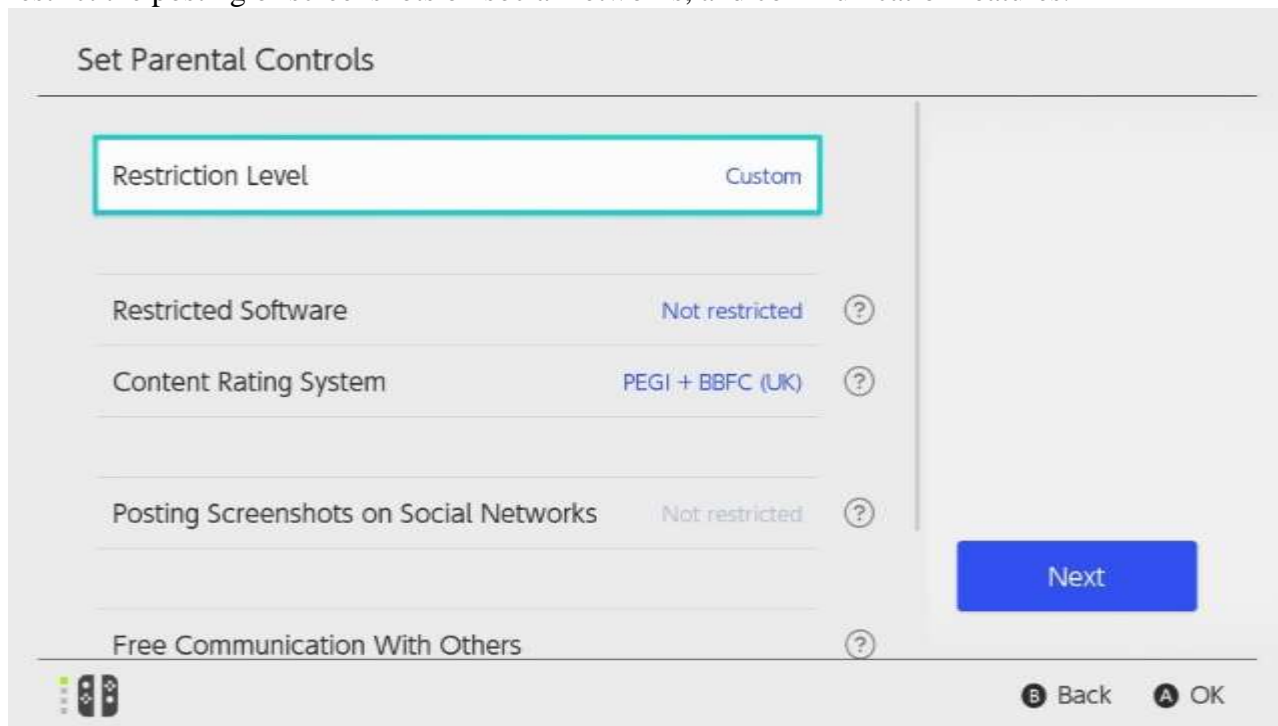 Set Parental Controls
Restriction Level Custom
Restricted Software Not restricted ?
Content Rating System PEGI + BBFC (UK) ?
Posting Screenshots on Social Networks Not restricted ?
Next
Free Communication With Others ?
B Back A OK